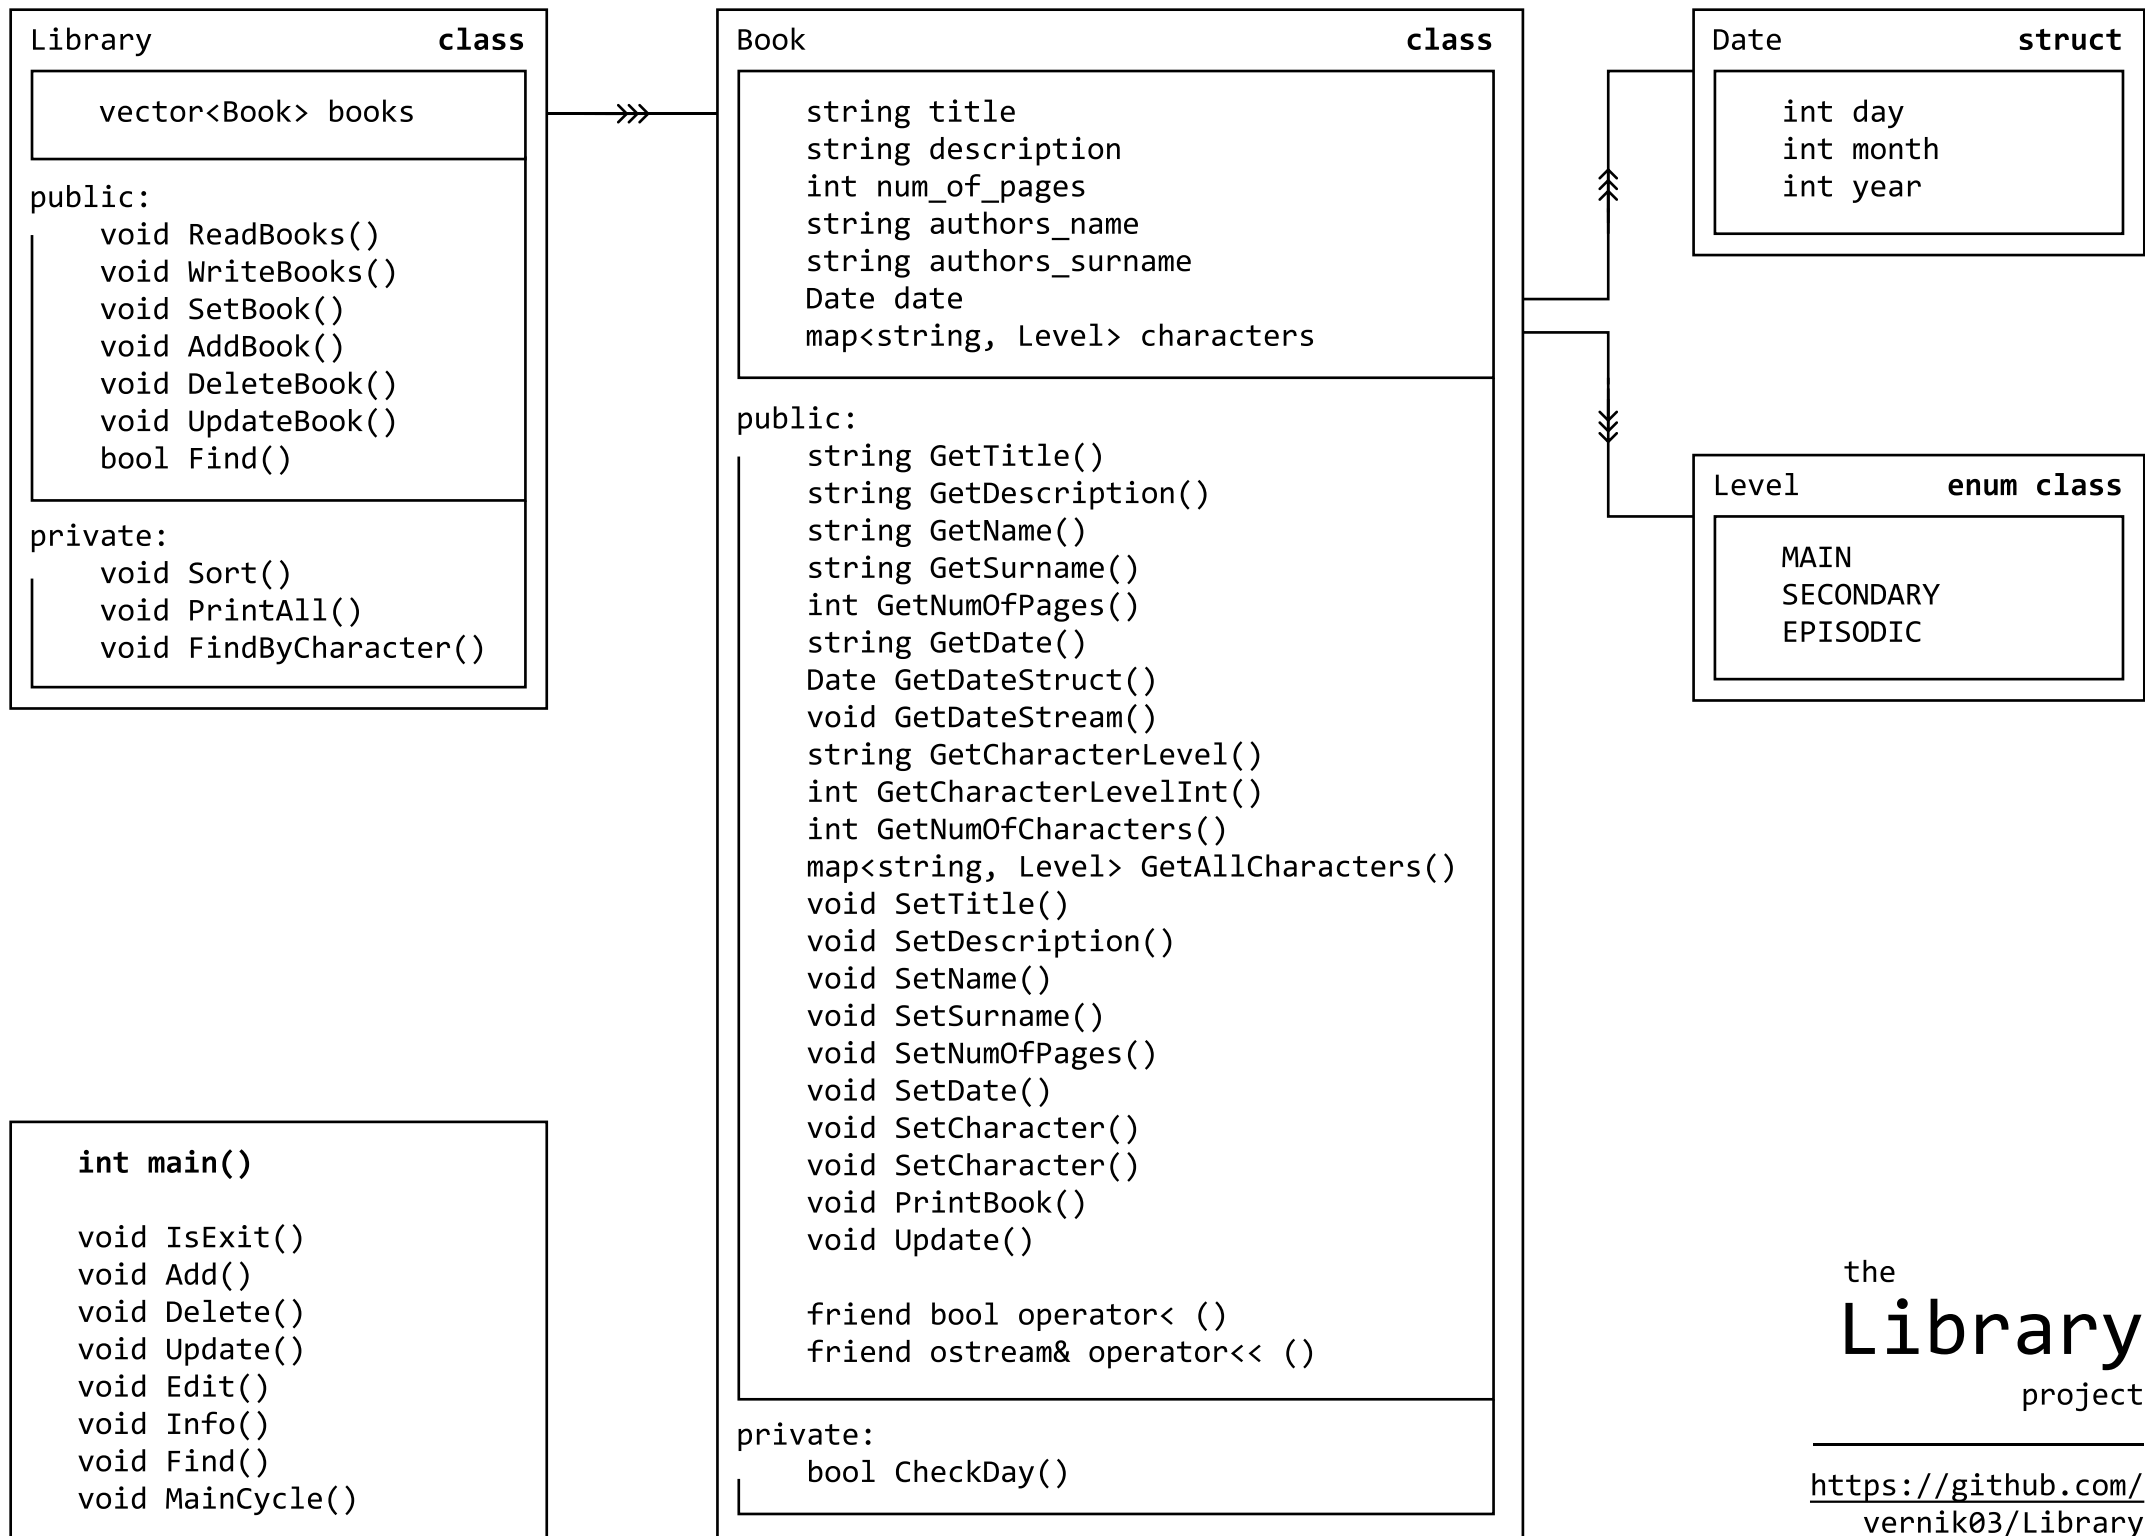 Library class
vector<Book> books
public:
void ReadBooks()
void WriteBooks()
void SetBook()
void AddBook()
void DeleteBook()
void UpdateBook()
bool Find()
private:
void Sort()
void PrintAll()
void FindByCharacter()
int main()
void IsExit()
void Add()
void Delete()
void Update()
void Edit()
void Info()
void Find()
void MainCycle()
Book class
string title
string description
int num_of_pages
string authors_name
string authors_surname
Date date
map<string, Level> characters
public:
string GetTitle()
string GetDescription()
string GetName()
string GetSurname()
int GetNumOfPages()
string GetDate()
Date GetDateStruct()
void GetDateStream()
string GetCharacterLevel()
int GetCharacterLevelInt()
int GetNumOfCharacters()
map<string, Level> GetAllCharacters()
void SetTitle()
void SetDescription()
void SetName()
void SetSurname()
void SetNumOfPages()
void SetDate()
void SetCharacter()
void SetCharacter()
void PrintBook()
void Update()
friend bool operator< ()
friend ostream& operator<< ()
private:
bool CheckDay()
Date struct
int day
int month
int year
Level enum class
MAIN
SECONDARY
EPISODIC
the
Library
project
https://github.com/
vernik03/Library